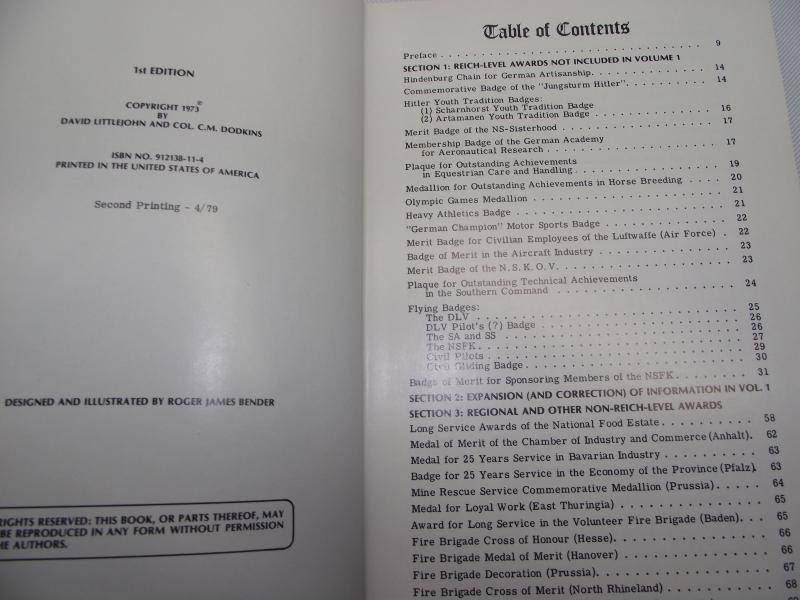 1st EDITION
COPYRIGHT 1973©
BY
DAVID LITTLEJOHN AND COL. C.M. DODKINS
ISBN NO. 912138-11-4
PRINTED IN THE UNITED STATES OF AMERICA
Second Printing - 4/79
DESIGNED AND ILLUSTRATED BY ROGER JAMES BENDER
RIGHTS RESERVED: THIS BOOK, OR PARTS THEREOF, MAY
BE REPRODUCED IN ANY FORM WITHOUT PERMISSION
THE AUTHORS.
Table of Contents
Preface . . . . . . . . . . . . . . . . . . . . 9
SECTION 1: REICH-LEVEL AWARDS NOT INCLUDED IN VOLUME 1
Hindenburg Chain for German Artisanship. . . . . . . . . . 14
Commemorative Badge of the "Jungsturm Hitler". . . . . . . . 14
Hitler Youth Tradition Badges:
(1) Scharnhorst Youth Tradition Badge
(2) Artamanen Youth Tradition Badge . . . . . . . . . . 16
Merit Badge of the NS-Sisterhood . . . . . . . . . . . . 17
Membership Badge of the German Academy
for Aeronautical Research . . . . . . . . . . . . . . 17
Plaque for Outstanding Achievements
in Equestrian Care and Handling. . . . . . . . . . . . 19
Medallion for Outstanding Achievements in Horse Breeding . . . . 20
Olympic Games Medallion . . . . . . . . . . . . . . . 21
Heavy Athletics Badge . . . . . . . . . . . . . . . . 21
"German Champion" Motor Sports Badge . . . . . . . . . . 22
Merit Badge for Civilian Employees of the Luftwaffe (Air Force) . 22
Badge of Merit in the Aircraft Industry . . . . . . . . . . 23
Merit Badge of the N.S.K.O.V. . . . . . . . . . . . . . 23
Plaque for Outstanding Technical Achievements
in the Southern Command . . . . . . . . . . . . . . 24
Flying Badges: 25
The DLV . . . . . . . . . . . . . . . . . . . . 26
DLV Pilot's (?) Badge . . . . . . . . . . . . . . . 26
The SA and SS . . . . . . . . . . . . . . . . . . 27
The NSFK. . . . . . . . . . . . . . . . . . . . 29
Civil Pilots . . . . . . . . . . . . . . . . . . . 30
Civil Gliding Badge. . . . . . . . . . . . . . . . .
Badge of Merit for Sponsoring Members of the NSFK . . . . . . 31
SECTION 2: EXPANSION (AND CORRECTION) OF INFORMATION IN VOL. 1
SECTION 3: REGIONAL AND OTHER NON-REICH-LEVEL AWARDS
Long Service Awards of the National Food Estate . . . . . . . 58
Medal of Merit of the Chamber of Industry and Commerce (Anhalt). 62
Medal for 25 Years Service in Bavarian Industry . . . . . . . 63
Badge for 25 Years Service in the Economy of the Province (Pfalz). 63
Mine Rescue Service Commemorative Medallion (Prussia) . . . . . 64
Medal for Loyal Work (East Thuringia) . . . . . . . . . . 65
Award for Long Service in the Volunteer Fire Brigade (Baden). . . 65
Fire Brigade Cross of Honour (Hesse). . . . . . . . . . . 66
Fire Brigade Medal of Merit (Hanover) . . . . . . . . . . 66
Fire Brigade Decoration (Prussia). . . . . . . . . . . . 67
Fire Brigade Cross of Merit (North Rhineland) . . . . . . . 68